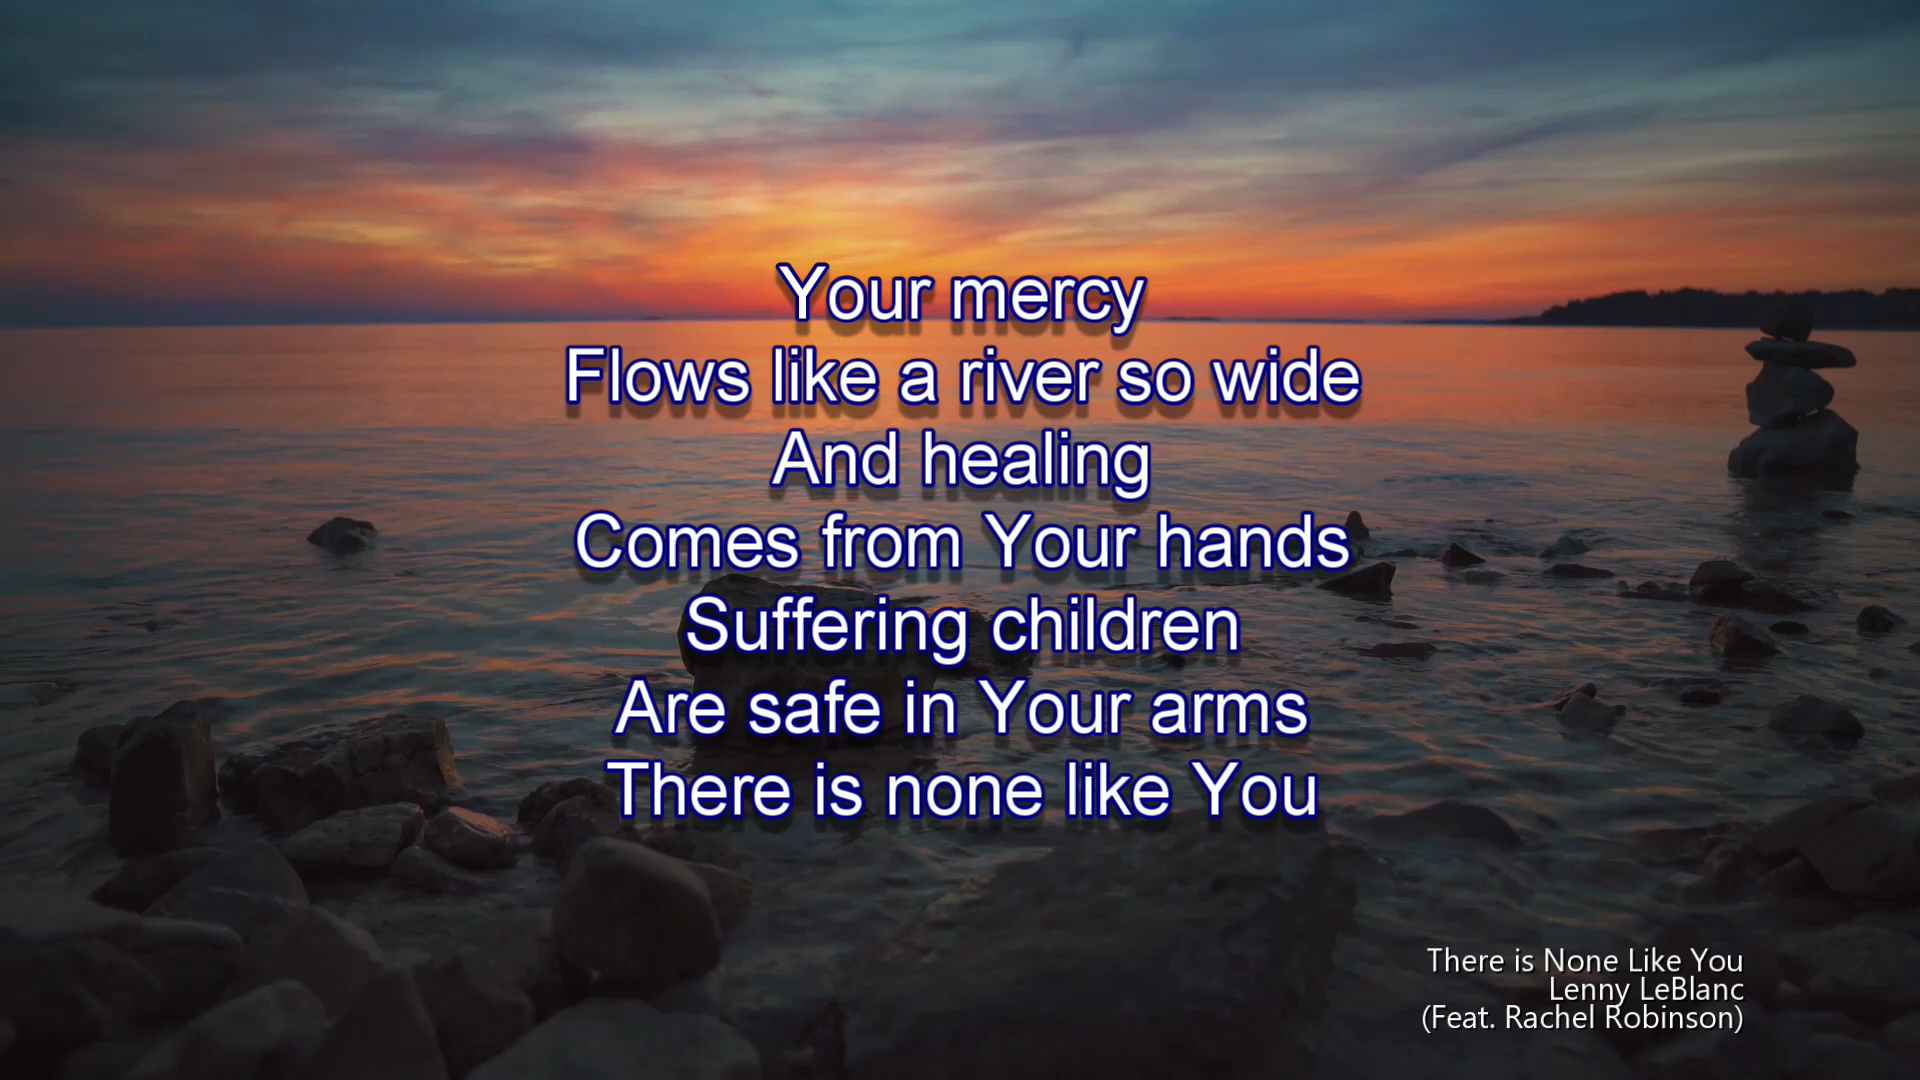 Your mercy
Flows like a river so wide
And healing
Comes from Your hands
Suffering children
Are safe in Your arms
There is none like You
There is None Like You
Lenny LeBlanc
(Feat. Rachel Robinson)